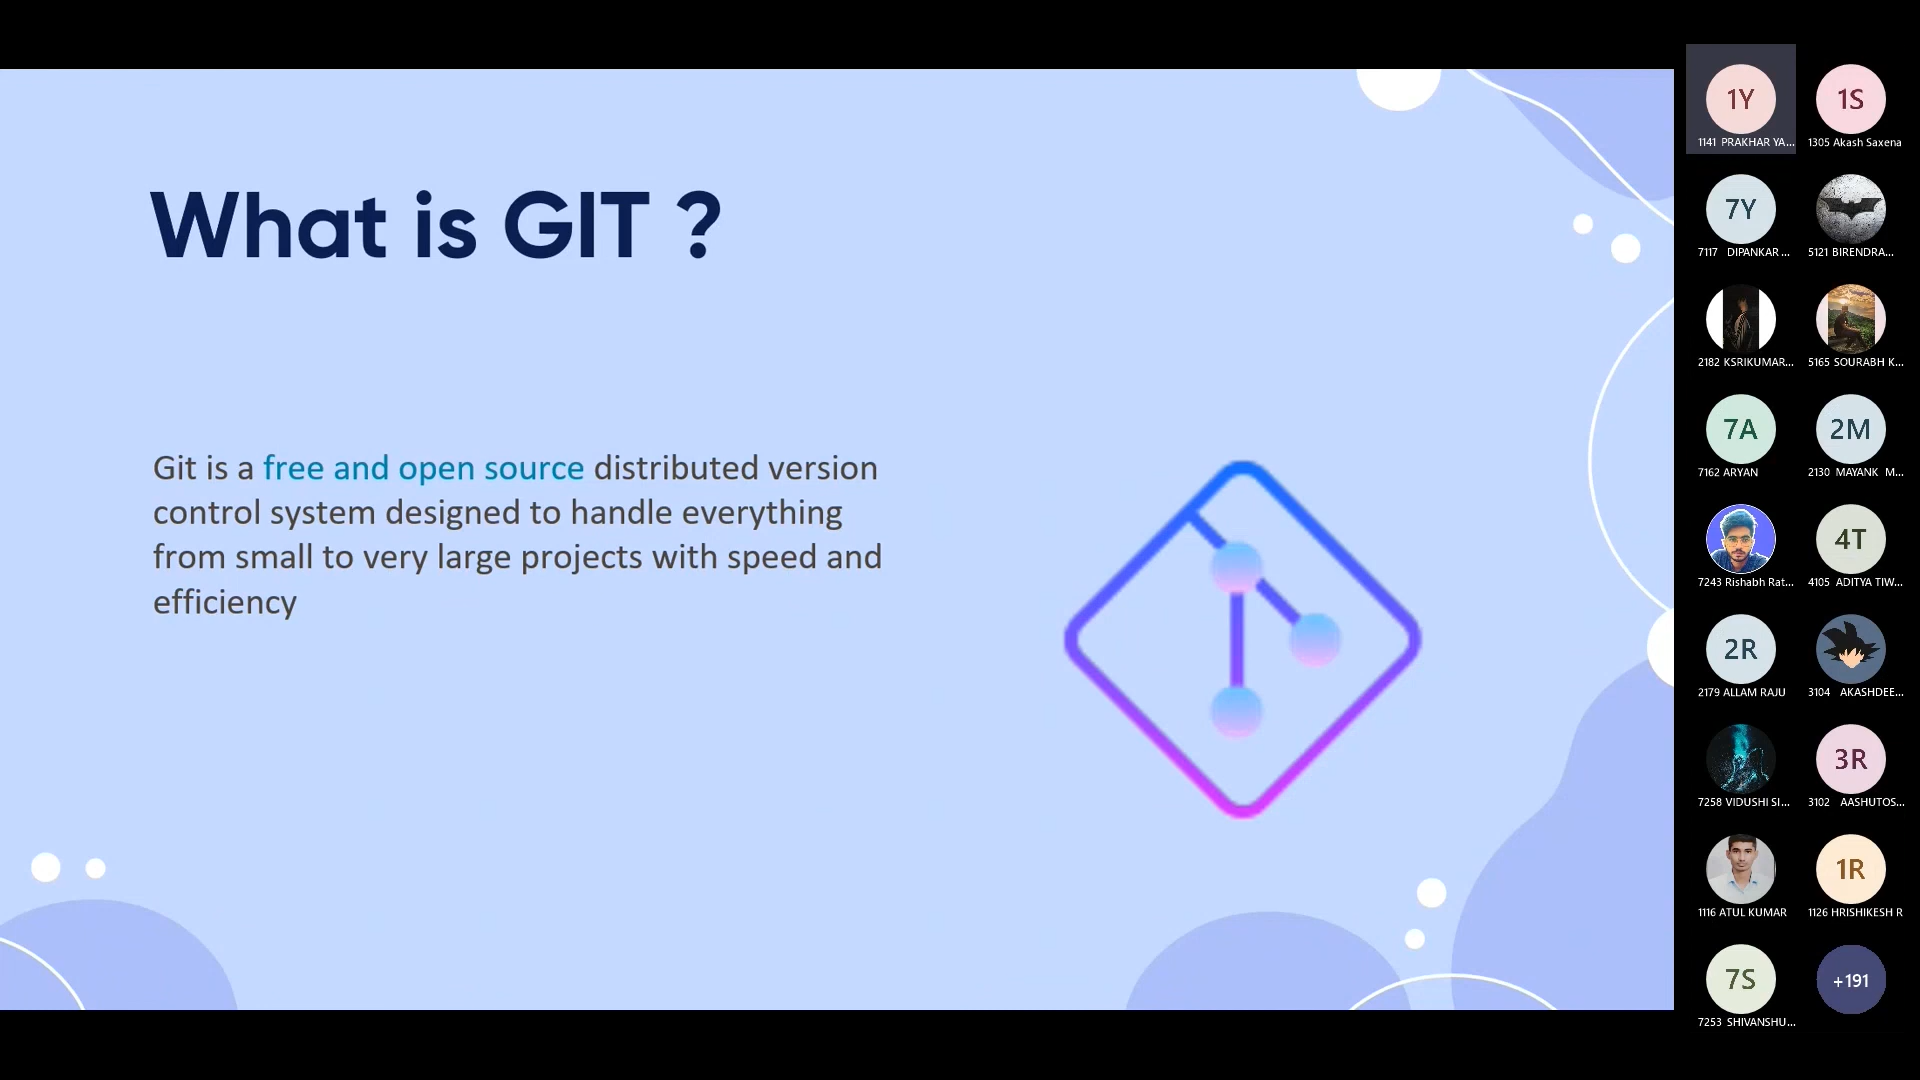 What is GIT ?
Git is a free and open source distributed version
control system designed to handle everything
from small to very large projects with speed and
efficiency
1Y
1141 PRAKHAR YA...
1S
1305 Akash Saxena
7Y
7117 DIPANKAR ...
5121 BIRENDRA...
2182 KSRIKUMAR...
5165 SOURABH K...
7A
7162 ARYAN
2M
2130 MAYANK M...
7243 Rishabh Rat...
4T
4105 ADITYA TIW...
2R
2179 ALLAM RAJU
3104 AKASHDEE...
7258 VIDUSHI SI...
3R
3102 AASHUTOS...
1116 ATUL KUMAR
1R
1126 HRISHIKESH R
7S
7253 SHIVANSHU...
+191